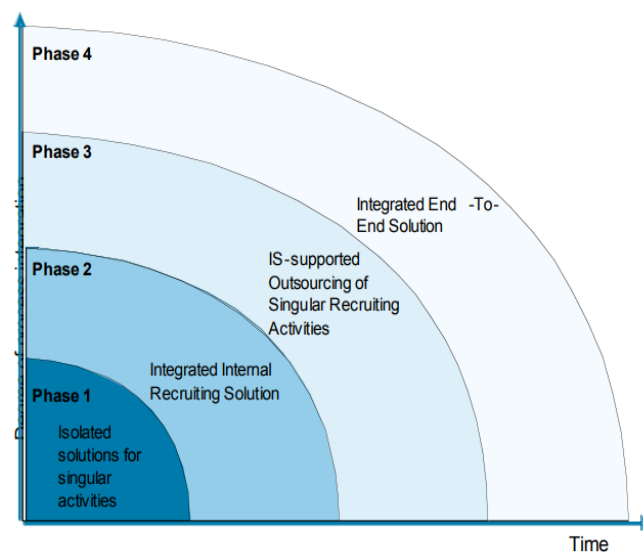 Phase 4
Phase 3
Integrated End -To-
End Solution
IS-supported
Outsourcing of
Singular Recruiting
Activities
Phase 2
Integrated Internal
Recruiting Solution
Phase 1
Isolated
solutions for
singular
activities
Time